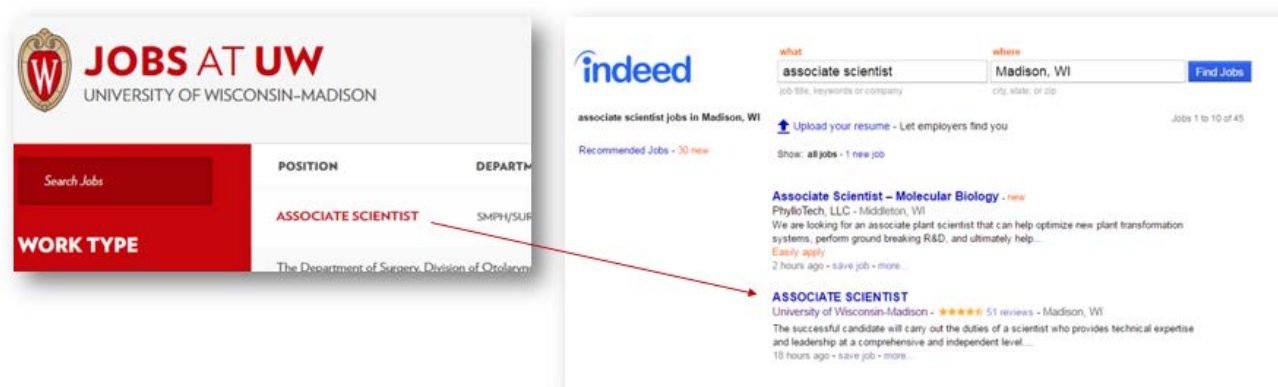 W
JOBS AT UW
UNIVERSITY OF WISCONSIN–MADISON
Search Jobs
WORK TYPE
POSITION DEPARTM
ASSOCIATE SCIENTIST SMPH/SUR
The Department of Surgery, Division of Otolaryn
indeed
what where
associate scientist Madison, WI Find Jobs
job title, keywords or company city, state, or zip
associate scientist jobs in Madison, WI
Recommended Jobs - 30 new
Upload your resume - Let employers find you Jobs 1 to 10 of 45
Show: all jobs - 1 new job
Associate Scientist – Molecular Biology - new
PhylloTech, LLC - Middleton, WI
We are looking for an associate plant scientist that can help optimize new plant transformation
systems, perform ground breaking R&D, and ultimately help...
Easily apply
2 hours ago - save job - more...
ASSOCIATE SCIENTIST
University of Wisconsin-Madison - 51 reviews - Madison, WI
The successful candidate will carry out the duties of a scientist who provides technical expertise
and leadership at a comprehensive and independent level....
18 hours ago - save job - more...